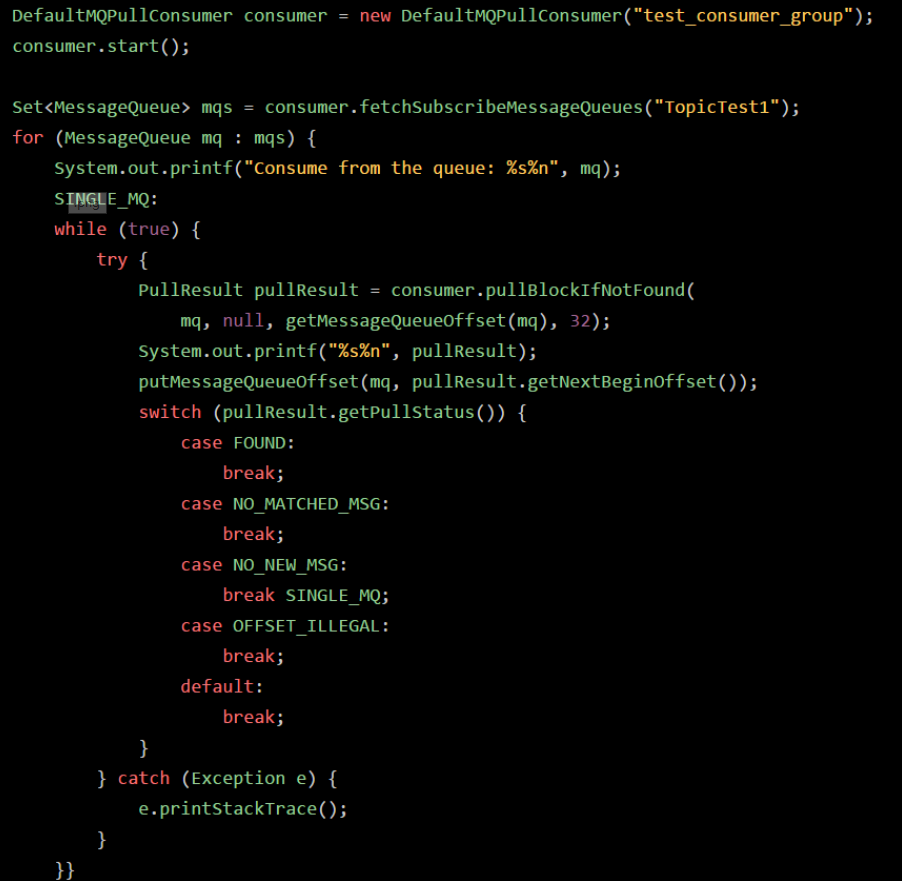 DefaultMQPullConsumer consumer = new DefaultMQPullConsumer("test_consumer_group");
consumer.start();
Set<MessageQueue> mqs = consumer.fetchSubscribeMessageQueues("TopicTest1");
for (MessageQueue mq : mqs) {
    System.out.printf("Consume from the queue: %s%n", mq);
    SINGLE_MQ:
    while (true) {
        try {
            PullResult pullResult = consumer.pullBlockIfNotFound(
                mq, null, getMessageQueueOffset(mq), 32);
            System.out.printf("%s%n", pullResult);
            putMessageQueueOffset(mq, pullResult.getNextBeginOffset());
            switch (pullResult.getPullStatus()) {
                case FOUND:
                    break;
                case NO_MATCHED_MSG:
                    break;
                case NO_NEW_MSG:
                    break SINGLE_MQ;
                case OFFSET_ILLEGAL:
                    break;
                default:
                    break;
            }
        } catch (Exception e) {
            e.printStackTrace();
        }
    }}